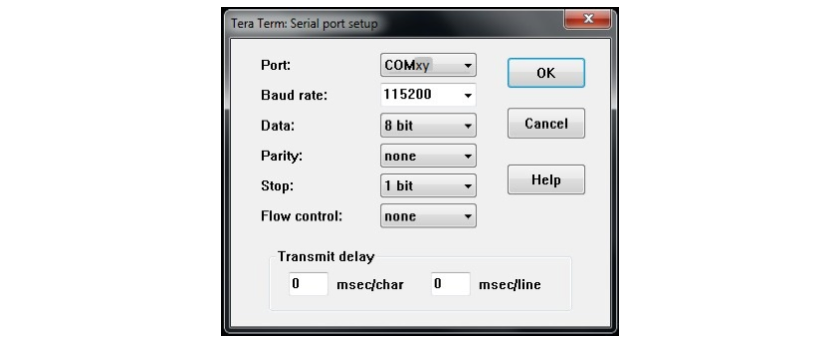 Tera Term: Serial port setup
Port: COMxy OK
Baud rate: 115200
Data: 8 bit Cancel
Parity: none
Stop: 1 bit Help
Flow control: none
Transmit delay
0 msec/char 0 msec/line